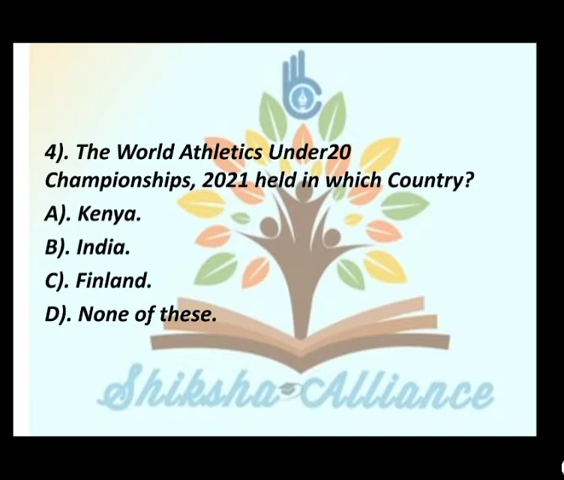 4). The World Athletics Under20
Championships, 2021 held in which Country?
A). Kenya.
B). India.
C). Finland.
D). None of these.
Shiksha Alliance